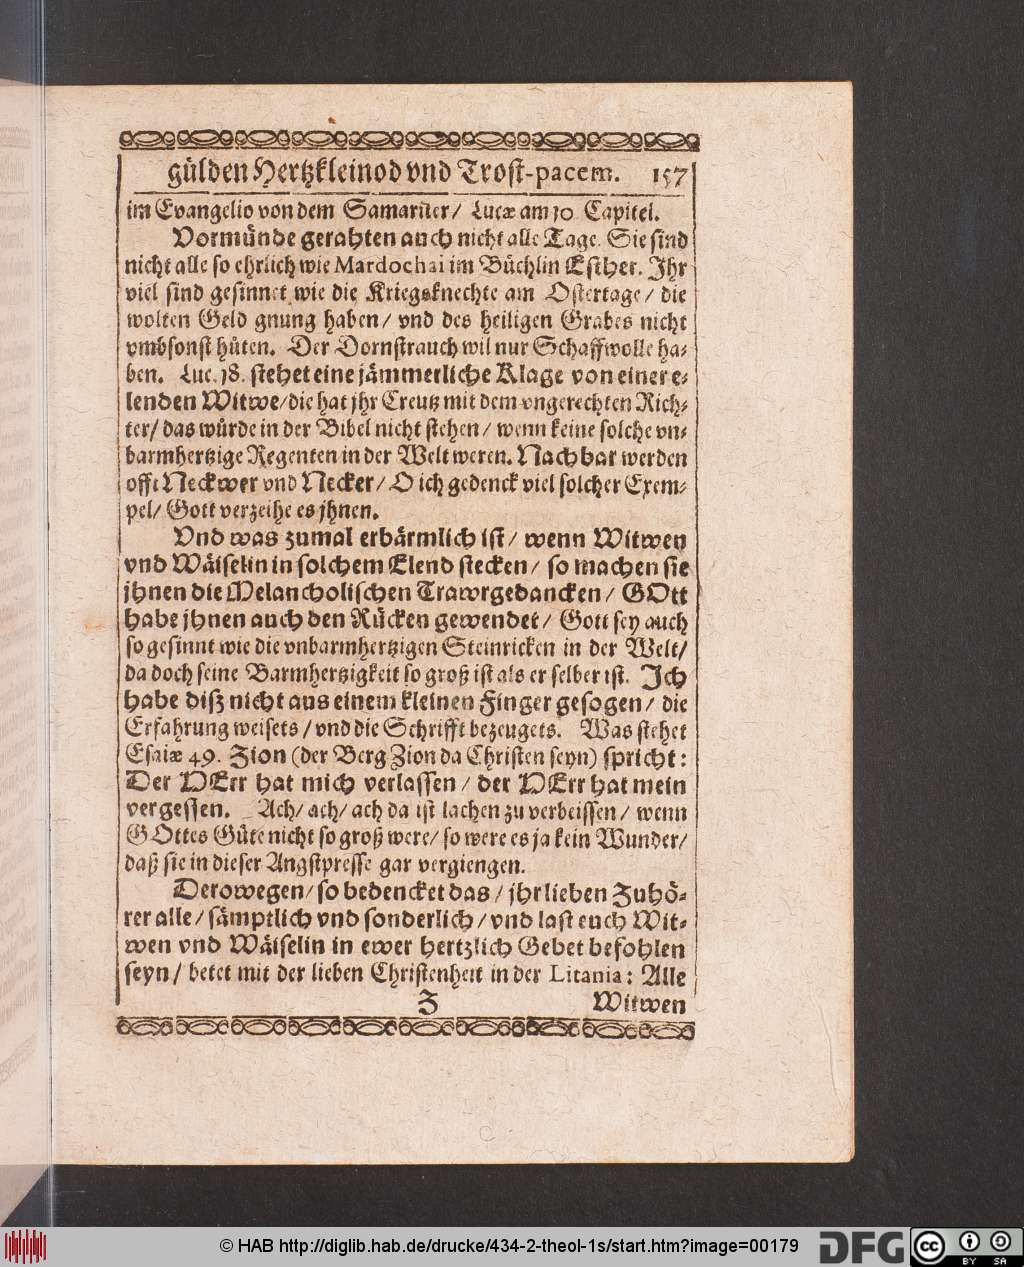 gülden Hertzkleinod vnd Trost-pacem. 157
im Evangelio von dem Samariter/ Lucæ am 10. Capitel.
Vormünde gerahten auch nicht alle Tage. Sie sind
nicht alle so ehrlich wie Mardochai im Büchlin Esther. Ihr
viel sind gesinnet wie die Kriegsknechte am Ostertage/ die
wolten Geld gnung haben/ vnd des heiligen Grabes nicht
vmbsonst hüten. Der Dornstrauch wil nur Schaffwolle ha-
ben. Luc. 18. stehet eine jämmerliche Klage von einer e-
lenden Witwe/die hat jhr Creutz mit dem vngerechten Rich-
ter/ das würde in der Bibel nicht stehen/ wenn keine solche vn-
barmhertzige Regenten in der Welt weren. Nachbar werden
offt Neckwer vnd Necker/ O ich gedenck viel solcher Exem-
pel/ Gott verzeihe es jhnen.
Vnd was zumal erbärmlich ist/ wenn Witwen
vnd Wäiselin in solchem Elend stecken/ so machen sie
jhnen die Melancholischen Trawrgedancken/ GOtt
habe jhnen auch den Rücken gewendet/ Gott sey auch
so gesinnt wie die vnbarmhertzigen Steinricken in der Welt/
da doch seine Barmhertzigkeit so groß ist als er selber ist. Ich
habe diß nicht aus einem kleinen Finger gesogen/ die
Erfahrung weisets/ vnd die Schrifft bezeugets. Was stehet
Esaiæ 49. Zion (der Berg Zion da Christen seyn) spricht:
Der HErr hat mich verlassen/ der HErr hat mein
vergessen. Ach/ ach/ ach da ist lachen zu verbeissen/ wenn
GOttes Güte nicht so groß were/ so were es ja kein Wunder/
daß sie in dieser Angstpresse gar vergiengen.
Derowegen/ so bedencket das/ jhr lieben Zuhö-
rer alle/ sämptlich vnd sonderlich/ vnd last euch Wit-
wen vnd Wäiselin in ewer hertzlich Gebet befohlen
seyn/ betet mit der lieben Christenheit in der Litania: Alle
Z Witwen
© HAB http://diglib.hab.de/drucke/434-2-theol-1s/start.htm?image=00179 DFG cc BY SA